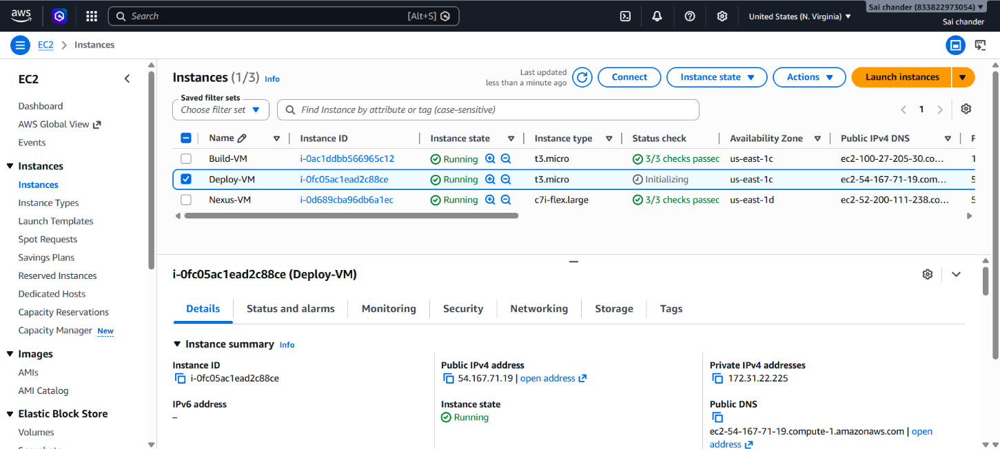 aws
Search [Alt+S]
United States (N. Virginia)
Sai chander (833822973054)
Sai chander
EC2 Instances
EC2
Dashboard
AWS Global View
Events
Instances
Instances
Instance Types
Launch Templates
Spot Requests
Savings Plans
Reserved Instances
Dedicated Hosts
Capacity Reservations
Capacity Manager New
Images
AMIs
AMI Catalog
Elastic Block Store
Volumes
Instances (1/3) Info
Last updated
less than a minute ago
Connect
Instance state
Actions
Launch instances
Saved filter sets
Choose filter set
Find Instance by attribute or tag (case-sensitive)
1
Name Instance ID Instance state Instance type Status check Availability Zone Public IPv4 DNS P
Build-VM i-0ac1ddbb566965c12 Running t3.micro 3/3 checks passed us-east-1c ec2-100-27-205-30.co... 1
Deploy-VM i-0fc05ac1ead2c88ce Running t3.micro Initializing us-east-1c ec2-54-167-71-19.com... 5
Nexus-VM i-0d689cba96db6a1ec Running c7i-flex.large 3/3 checks passed us-east-1d ec2-52-200-111-238.co... 5
i-0fc05ac1ead2c88ce (Deploy-VM)
Details Status and alarms Monitoring Security Networking Storage Tags
Instance summary Info
Instance ID
i-0fc05ac1ead2c88ce
Public IPv4 address
54.167.71.19 | open address
Private IPv4 addresses
172.31.22.225
IPv6 address
–
Instance state
Running
Public DNS
ec2-54-167-71-19.compute-1.amazonaws.com | open
address